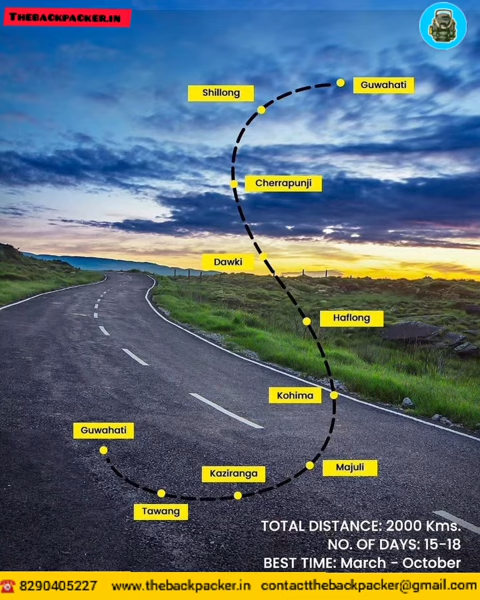 THEBACKPACKER.IN
Guwahati
Shillong
Cherrapunji
Dawki
Haflong
Kohima
Majuli
Kaziranga
Tawang
Guwahati
TOTAL DISTANCE: 2000 Kms.
NO. OF DAYS: 15-18
BEST TIME: March - October
8290405227 www.thebackpacker.in contactthebackpacker@gmail.com